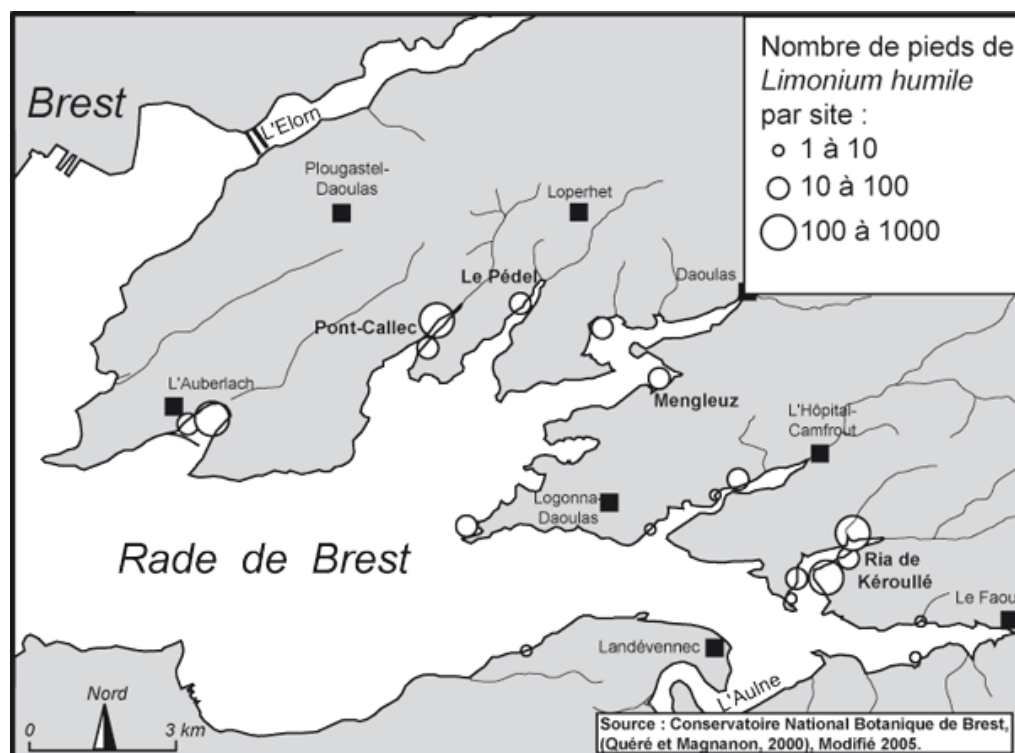 Nombre de pieds de
Limonium humile
par site :
1 à 10
10 à 100
100 à 1000
Brest
L'Elorn
Plougastel-
Daoulas
Loperhet
Daoulas
Le Pédel
Pont-Callec
L'Auberlach
Mengleuz
L'Hôpital-
Camfrout
Logonna-
Daoulas
Rade de Brest
Ria de
Kéroullé
Le Faou
Landévennec
L'Aulne
Nord
0 3 km
Source : Conservatoire National Botanique de Brest,
(Quéré et Magnanon, 2000), Modifié 2005.